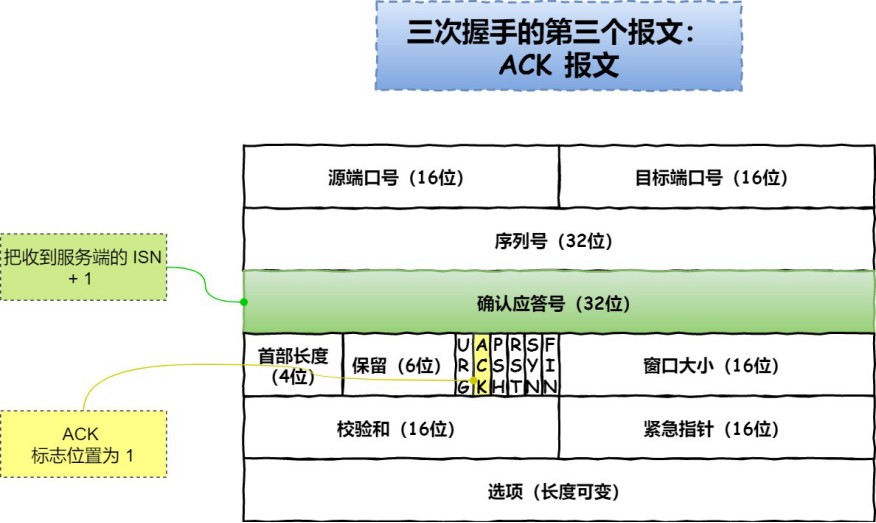 三次握手的第三个报文：
ACK 报文
源端口号（16位）
目标端口号（16位）
序列号（32位）
把收到服务端的 ISN
+ 1
确认应答号（32位）
首部长度
（4位）
保留（6位）
URG
ACK
PSH
RST
SYN
FIN
窗口大小（16位）
ACK
标志位置为 1
校验和（16位）
紧急指针（16位）
选项（长度可变）